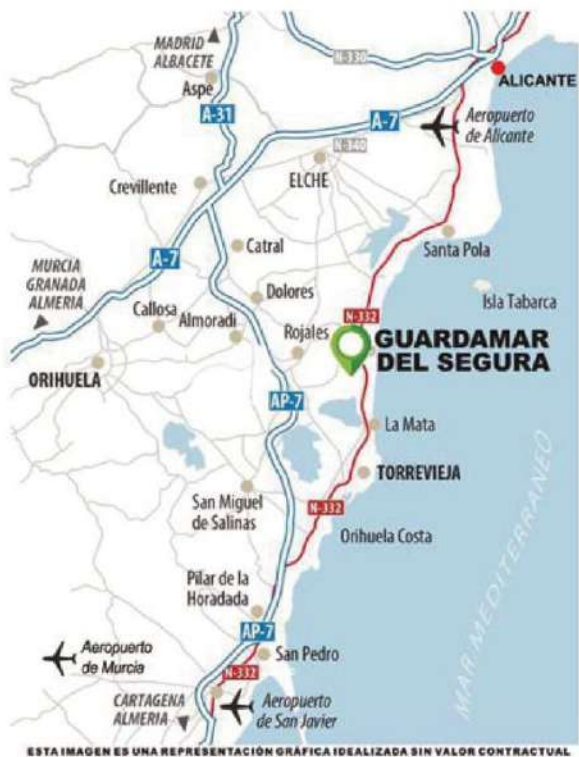 MADRID
ALBACETE
Aspe
N-330
ALICANTE
A-31
A-7
Aeropuerto
de Alicante
N-340
ELCHE
Crevillente
Catral
Santa Pola
A-7
MURCIA
GRANADA
ALMERIA
Dolores
Isla Tabarca
Callosa
Almoradi
Rojales
N-332
GUARDAMAR
DEL SEGURA
ORIHUELA
AP-7
La Mata
TORREVIEJA
San Miguel
de Salinas
N-332
Orihuela Costa
MAR MEDITERRANEO
Pilar de la
Horadada
AP-7
Aeropuerto
de Murcia
San Pedro
N-332
CARTAGENA
ALMERIA
Aeropuerto
de San Javier
ESTA IMAGEN ES UNA REPRESENTACIÓN GRÁFICA IDEALIZADA SIN VALOR CONTRACTUAL